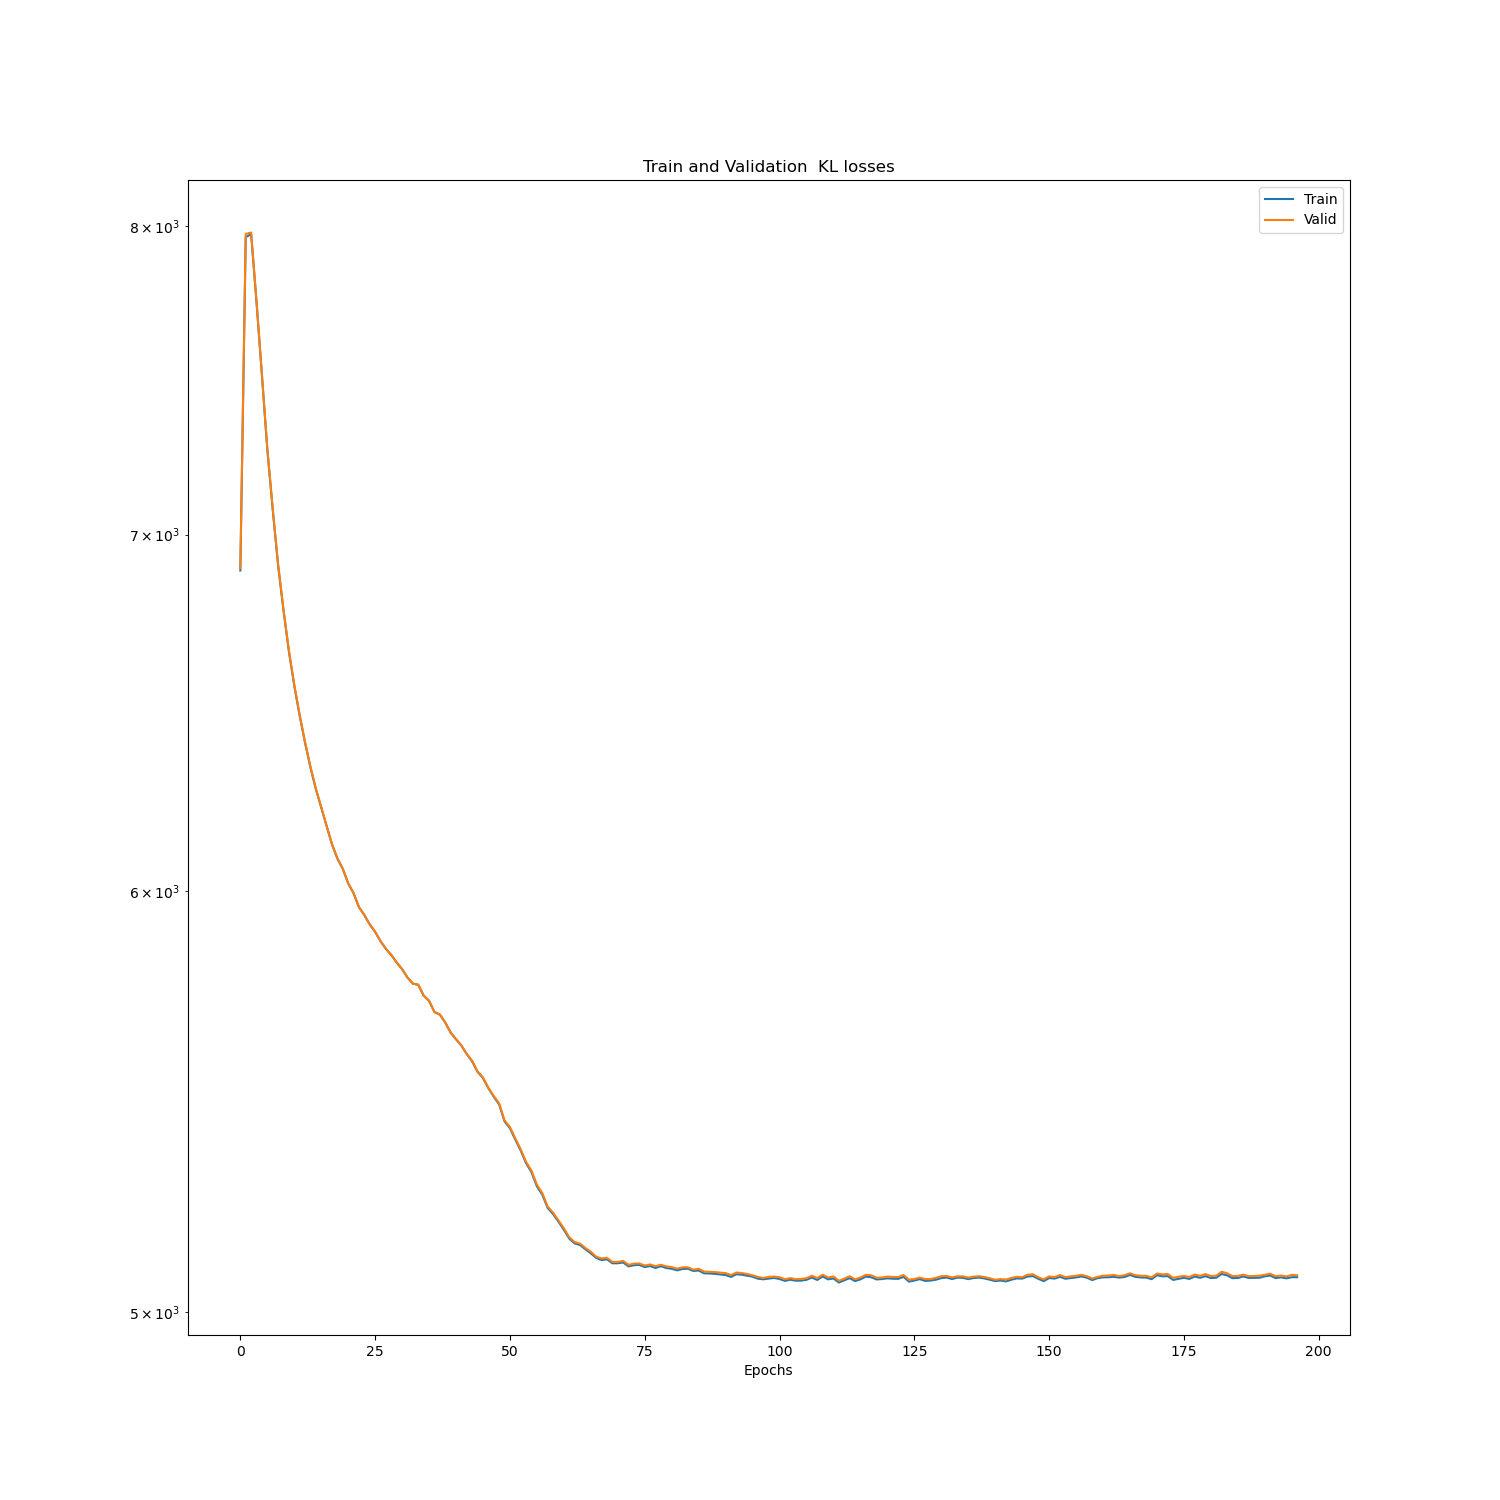 Train and Validation  KL losses
Train
Valid
8 × 10³
7 × 10³
6 × 10³
5 × 10³
0 25 50 75 100 125 150 175 200
Epochs